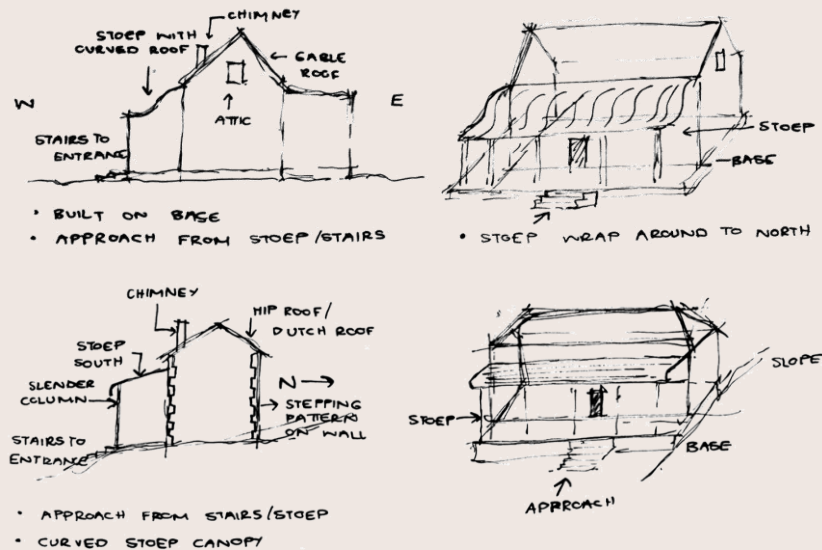 CHIMNEY
STOEP WITH
CURVED ROOF
GABLE
ROOF
W
E
ATTIC
STAIRS TO
ENTRANCE
• BUILT ON BASE
• APPROACH FROM STOEP/STAIRS
STOEP
BASE
• STOEP WRAP AROUND TO NORTH
CHIMNEY
HIP ROOF/
DUTCH ROOF
STOEP
SOUTH
SLENDER
COLUMN
N
STEPPING
PATTERN
ON WALL
STAIRS TO
ENTRANCE
• APPROACH FROM STAIRS/STOEP
• CURVED STOEP CANOPY
SLOPE
STOEP
BASE
APPROACH